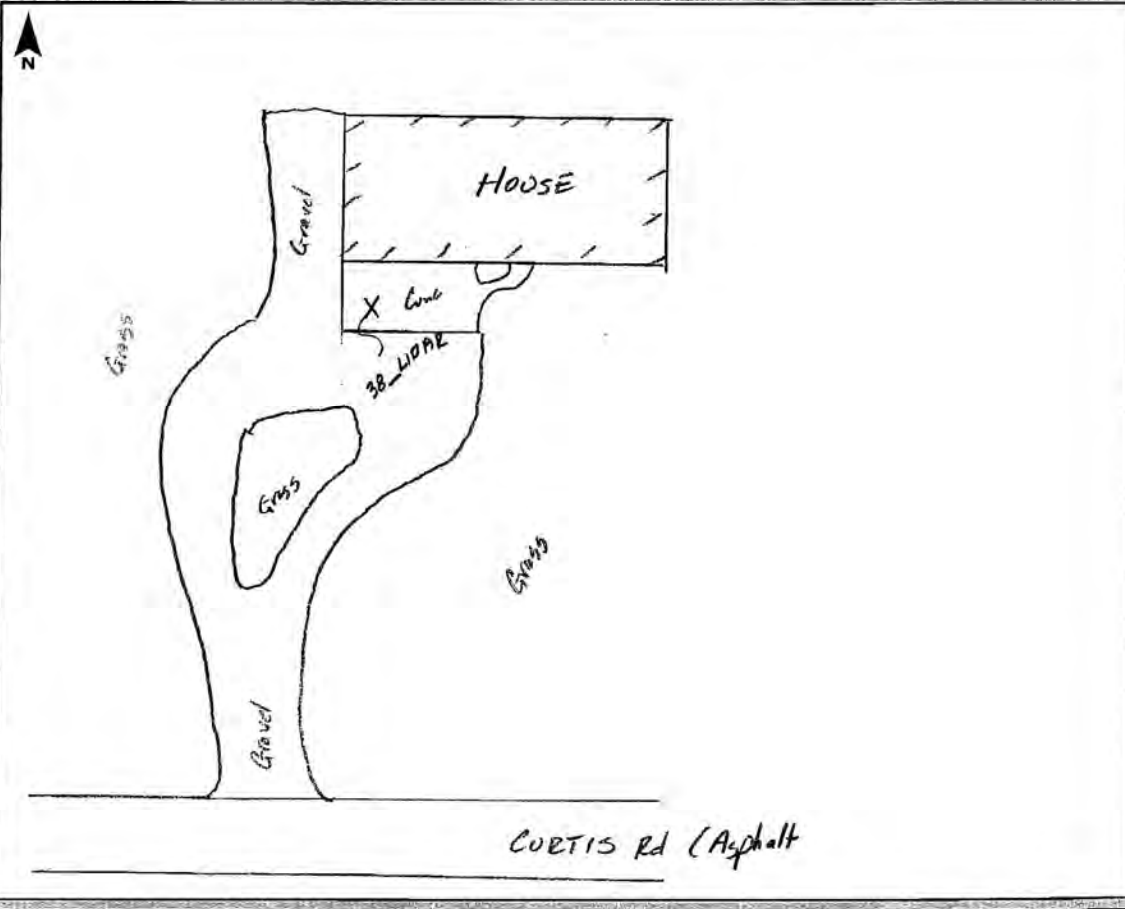 N
HOUSE
Gravel
Conc
Grass
38_LIDAR
Grass
Grass
Gravel
CURTIS Rd (Asphalt